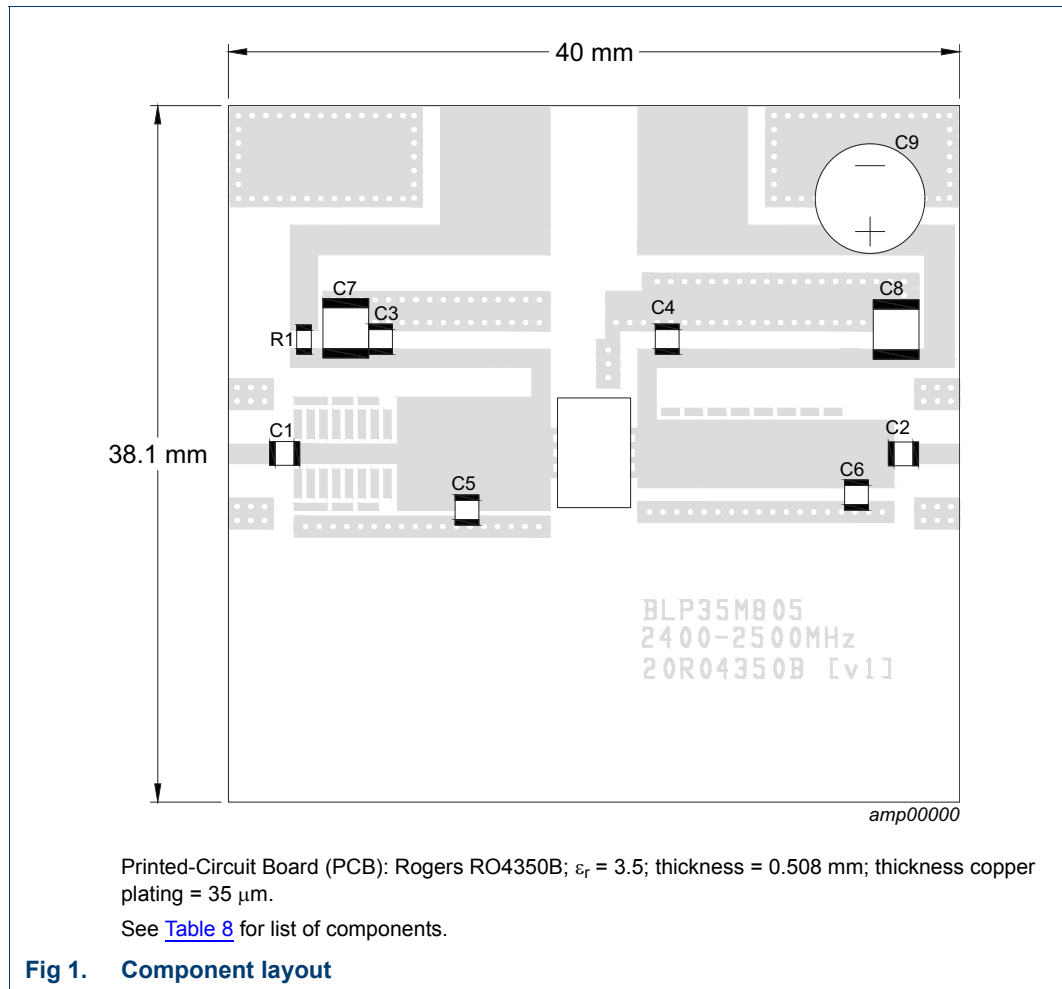 40 mm
C9
C7
C8
C3
C4
R1
C1
C2
38.1 mm
C5
C6
BLP35M805
2400-2500MHz
20RO4350B [v1]
amp00000
Printed-Circuit Board (PCB): Rogers RO4350B; εr = 3.5; thickness = 0.508 mm; thickness copper
plating = 35 μm.
See Table 8 for list of components.
Fig 1. Component layout